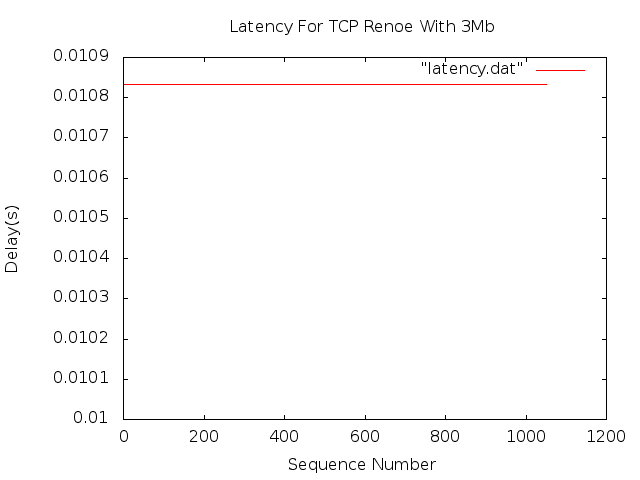 Latency For TCP Renoe With 3Mb
0.0109
"latency.dat"
0.0108
0.0107
0.0106
0.0105
0.0104
0.0103
0.0102
0.0101
0.01
Delay(s)
0 200 400 600 800 1000 1200
Sequence Number